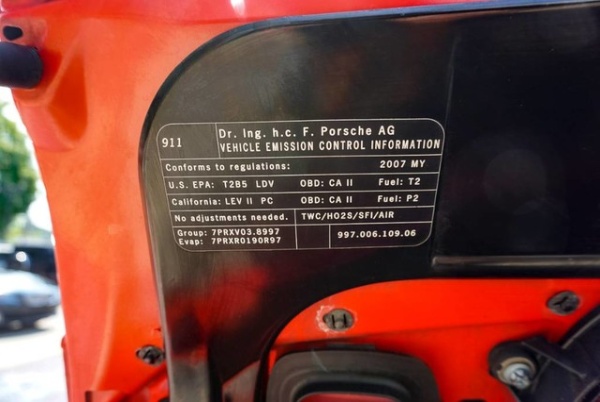 911
Dr. Ing. h.c. F. Porsche AG
VEHICLE EMISSION CONTROL INFORMATION
Conforms to regulations: 2007 MY
U.S. EPA: T2B5 LDV OBD: CA II Fuel: T2
California: LEV II PC OBD: CA II Fuel: P2
No adjustments needed. TWC/HO2S/SFI/AIR
Group: 7PRXV03.8997
Evap: 7PRXR0190R97
997.006.109.06